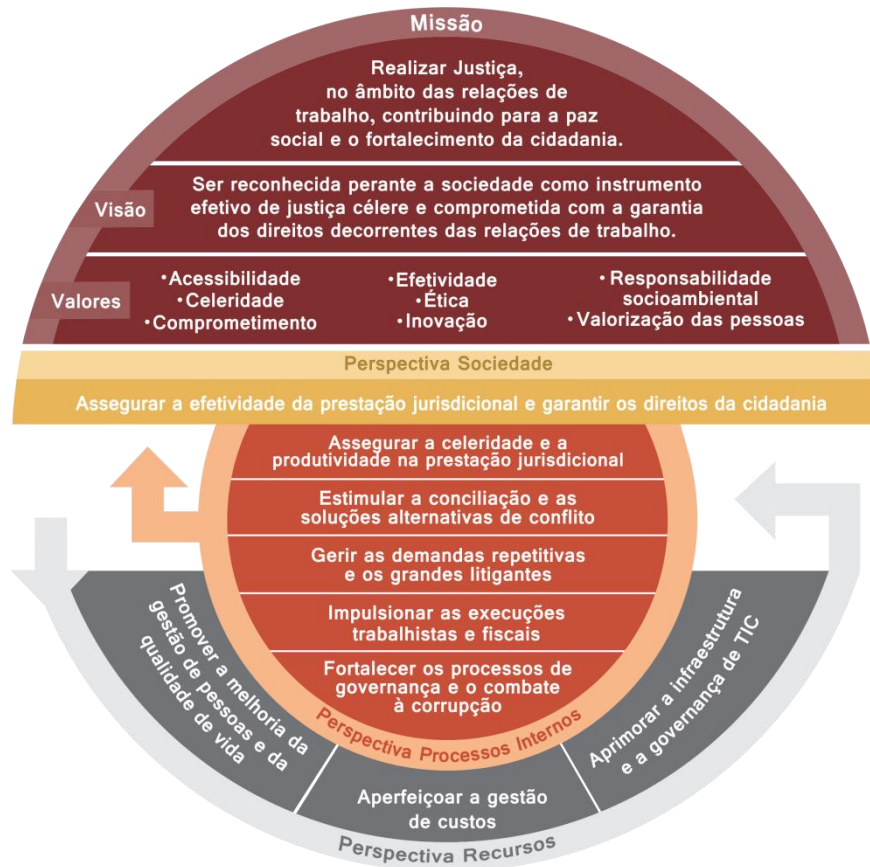 Missão
Realizar Justiça,
no âmbito das relações de
trabalho, contribuindo para a paz
social e o fortalecimento da cidadania.
Visão
Ser reconhecida perante a sociedade como instrumento
efetivo de justiça célere e comprometida com a garantia
dos direitos decorrentes das relações de trabalho.
Valores
•Acessibilidade
•Celeridade
•Comprometimento
•Efetividade
•Ética
•Inovação
• Responsabilidade
socioambiental
•Valorização das pessoas
Perspectiva Sociedade
Assegurar a efetividade da prestação jurisdicional e garantir os direitos da cidadania
Assegurar a celeridade e a
produtividade na prestação jurisdicional
Estimular a conciliação e as
soluções alternativas de conflito
Gerir as demandas repetitivas
e os grandes litigantes
Impulsionar as execuções
trabalhistas e fiscais
Fortalecer os processos de
governança e o combate
à corrupção
Perspectiva Processos Internos
Promover a melhoria da
gestão de pessoas e da
qualidade de vida
Aperfeiçoar a gestão
de custos
Aprimorar a infraestrutura
e a governança de TIC
Perspectiva Recursos